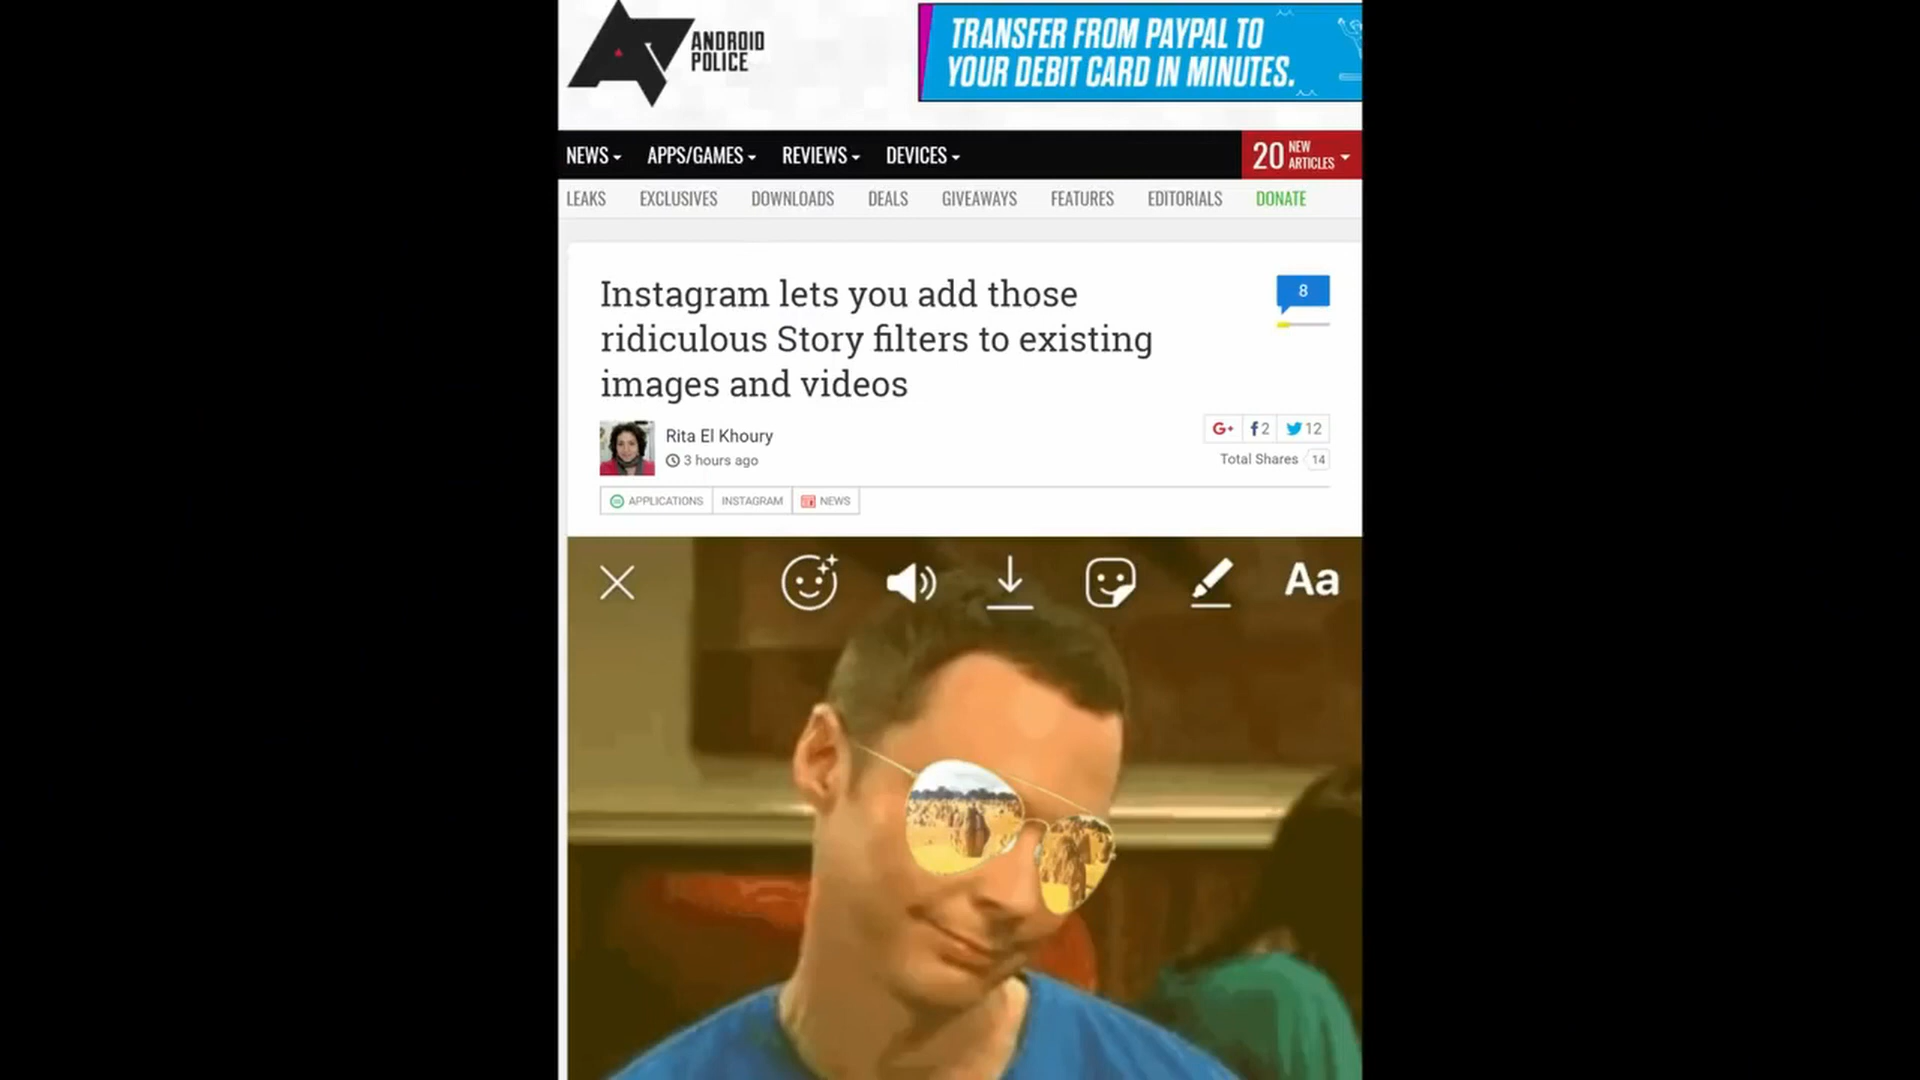 ANDROID
POLICE
TRANSFER FROM PAYPAL TO
YOUR DEBIT CARD IN MINUTES.
NEWS
APPS/GAMES
REVIEWS
DEVICES
20 NEW
ARTICLES
LEAKS
EXCLUSIVES
DOWNLOADS
DEALS
GIVEAWAYS
FEATURES
EDITORIALS
DONATE
Instagram lets you add those
ridiculous Story filters to existing
images and videos
8
Rita El Khoury
3 hours ago
G+
f 2
12
Total Shares 14
APPLICATIONS
INSTAGRAM
NEWS
Aa